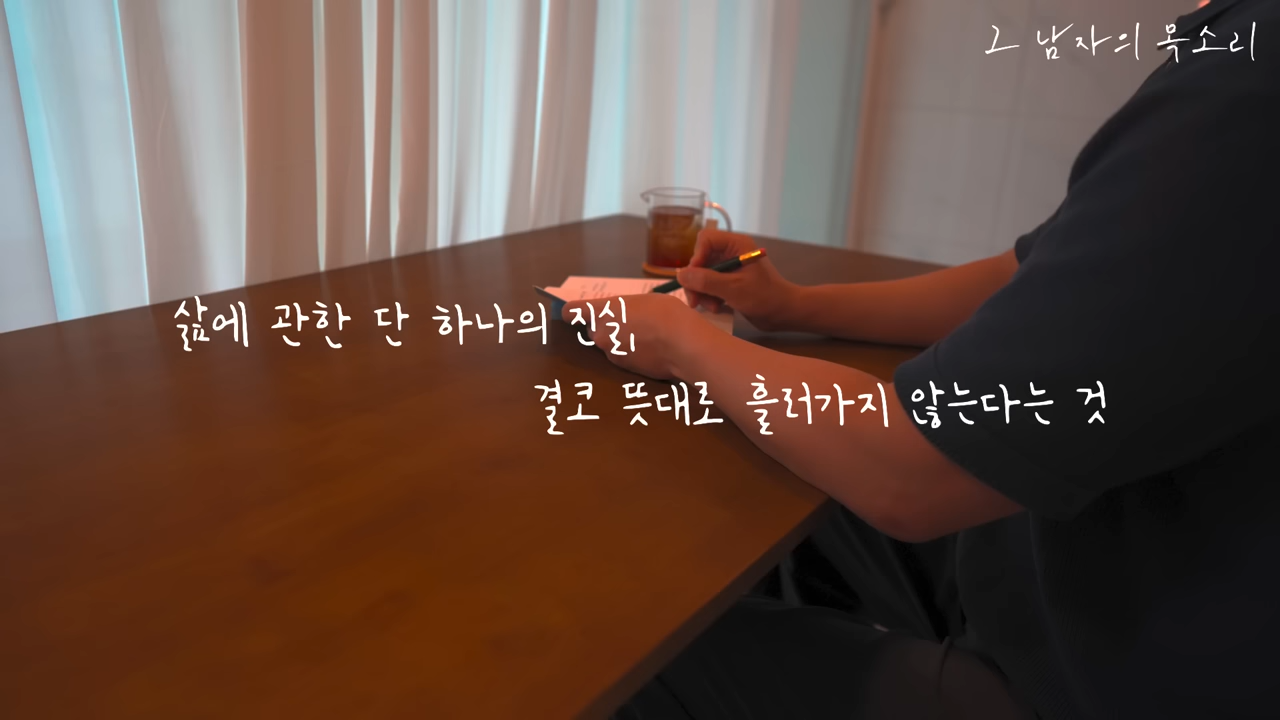 그 남자의 목소리
삶에 관한 단 하나의 진실,
결코 뜻대로 흘러가지 않는다는 것